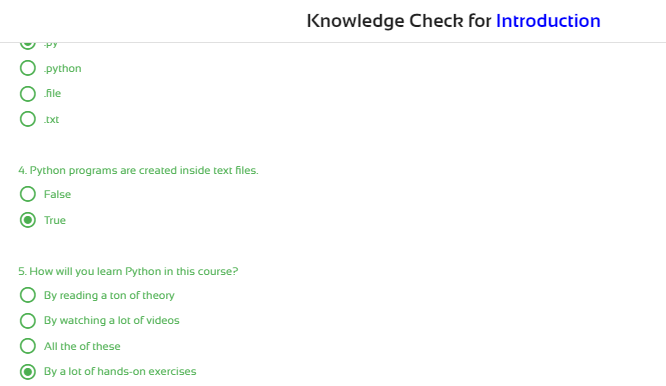 Knowledge Check for Introduction
.py
.python
.file
.txt
4. Python programs are created inside text files.
False
True
5. How will you learn Python in this course?
By reading a ton of theory
By watching a lot of videos
All the of these
By a lot of hands-on exercises